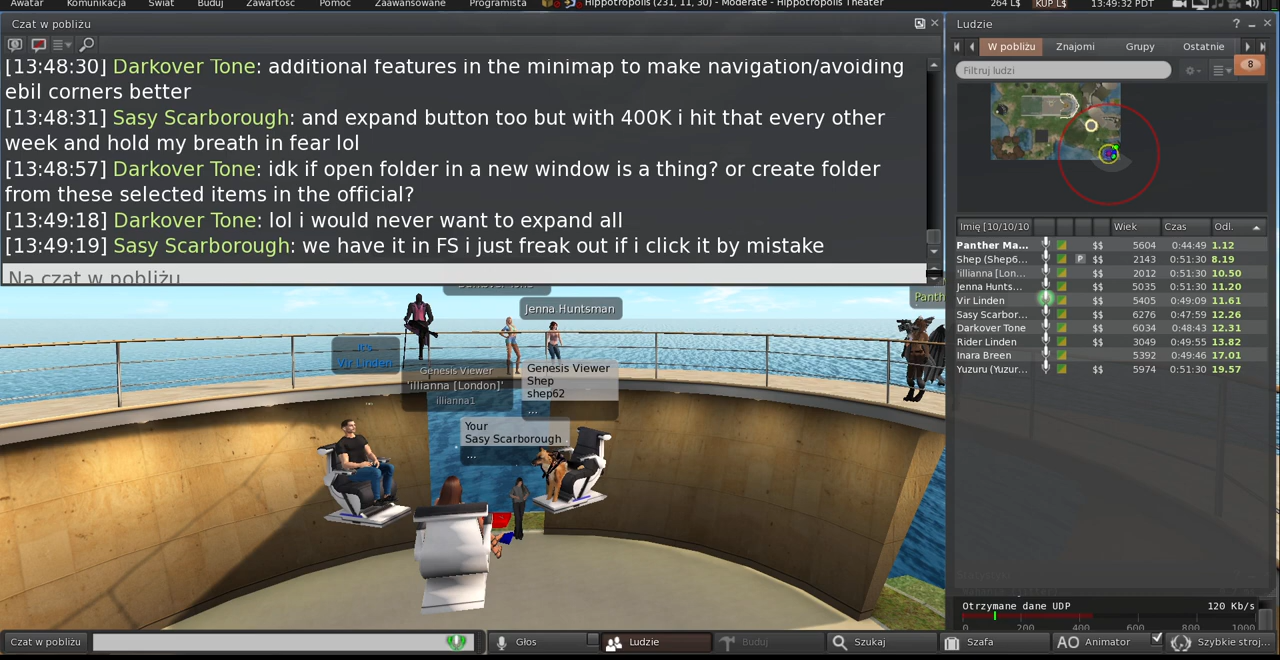 Awatar Komunikacja Świat Buduj Zawartość Pomoc Zaawansowane Programista Hippotropolis (231, 11, 30) - Moderate - Hippotropolis Theater 264 L$ KUP L$ 13:49:32 PDT
Czat w pobliżu
[13:48:30] Darkover Tone: additional features in the minimap to make navigation/avoiding
ebil corners better
[13:48:31] Sasy Scarborough: and expand button too but with 400K i hit that every other
week and hold my breath in fear lol
[13:48:57] Darkover Tone: idk if open folder in a new window is a thing? or create folder
from these selected items in the official?
[13:49:18] Darkover Tone: lol i would never want to expand all
[13:49:19] Sasy Scarborough: we have it in FS i just freak out if i click it by mistake
Na czat w pobliżu
Ludzie
W pobliżu Znajomi Grupy Ostatnie
8
Filtruj ludzi
Imię [10/10/10 Wiek Czas Odl.
Panther Ma... $$ 5604 0:44:49 1.12
Shep (Shep6... P $$ 2143 0:51:30 8.19
'illianna [Lon... $$ 2012 0:51:30 10.50
Jenna Hunts... $$ 5035 0:51:30 11.20
Vir Linden $$ 5405 0:49:09 11.61
Sasy Scarbor... $$ 6276 0:47:59 12.26
Darkover Tone $$ 6034 0:48:43 12.31
Rider Linden $$ 3049 0:49:55 13.82
Inara Breen 5392 0:49:46 17.01
Yuzuru (Yuzur... $$ 5974 0:51:30 19.57
Darkover Tone
Jenna Huntsman
Panth
It's
Vir Linden
Genesis Viewer
'illianna [London]'
illianna1
Genesis Viewer
Shep
shep62
...
Your
Sasy Scarborough
...
Otrzymane dane UDP 120 Kb/s
0 200 400 600 800 1000
Czat w pobliżu Głos Ludzie Buduj Szukaj Szafa AO Animator Szybkie stroj...